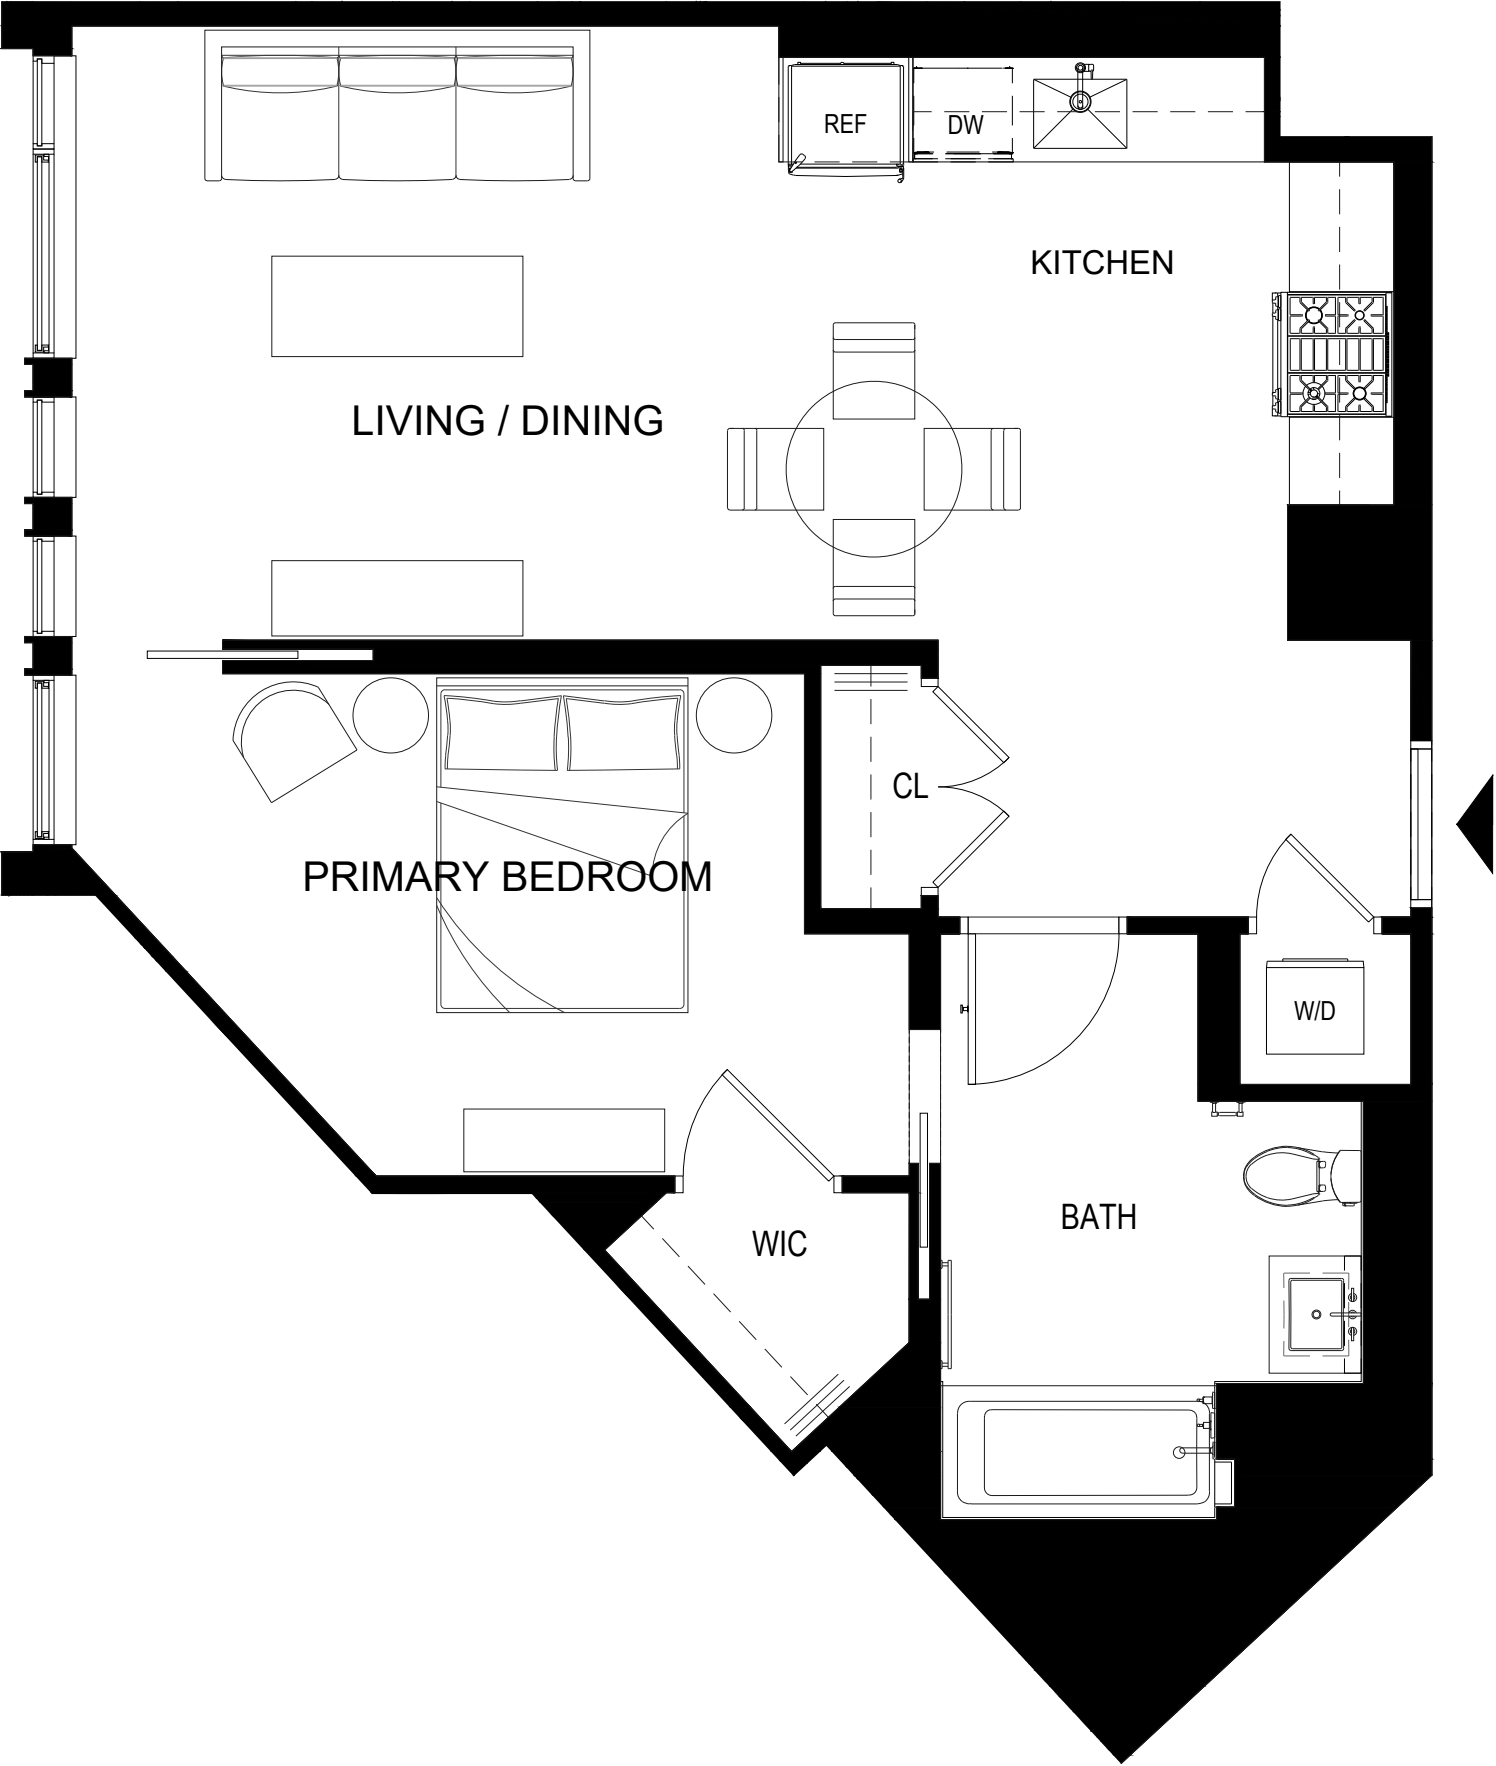 REF
DW
KITCHEN
LIVING / DINING
CL
PRIMARY BEDROOM
W/D
BATH
WIC